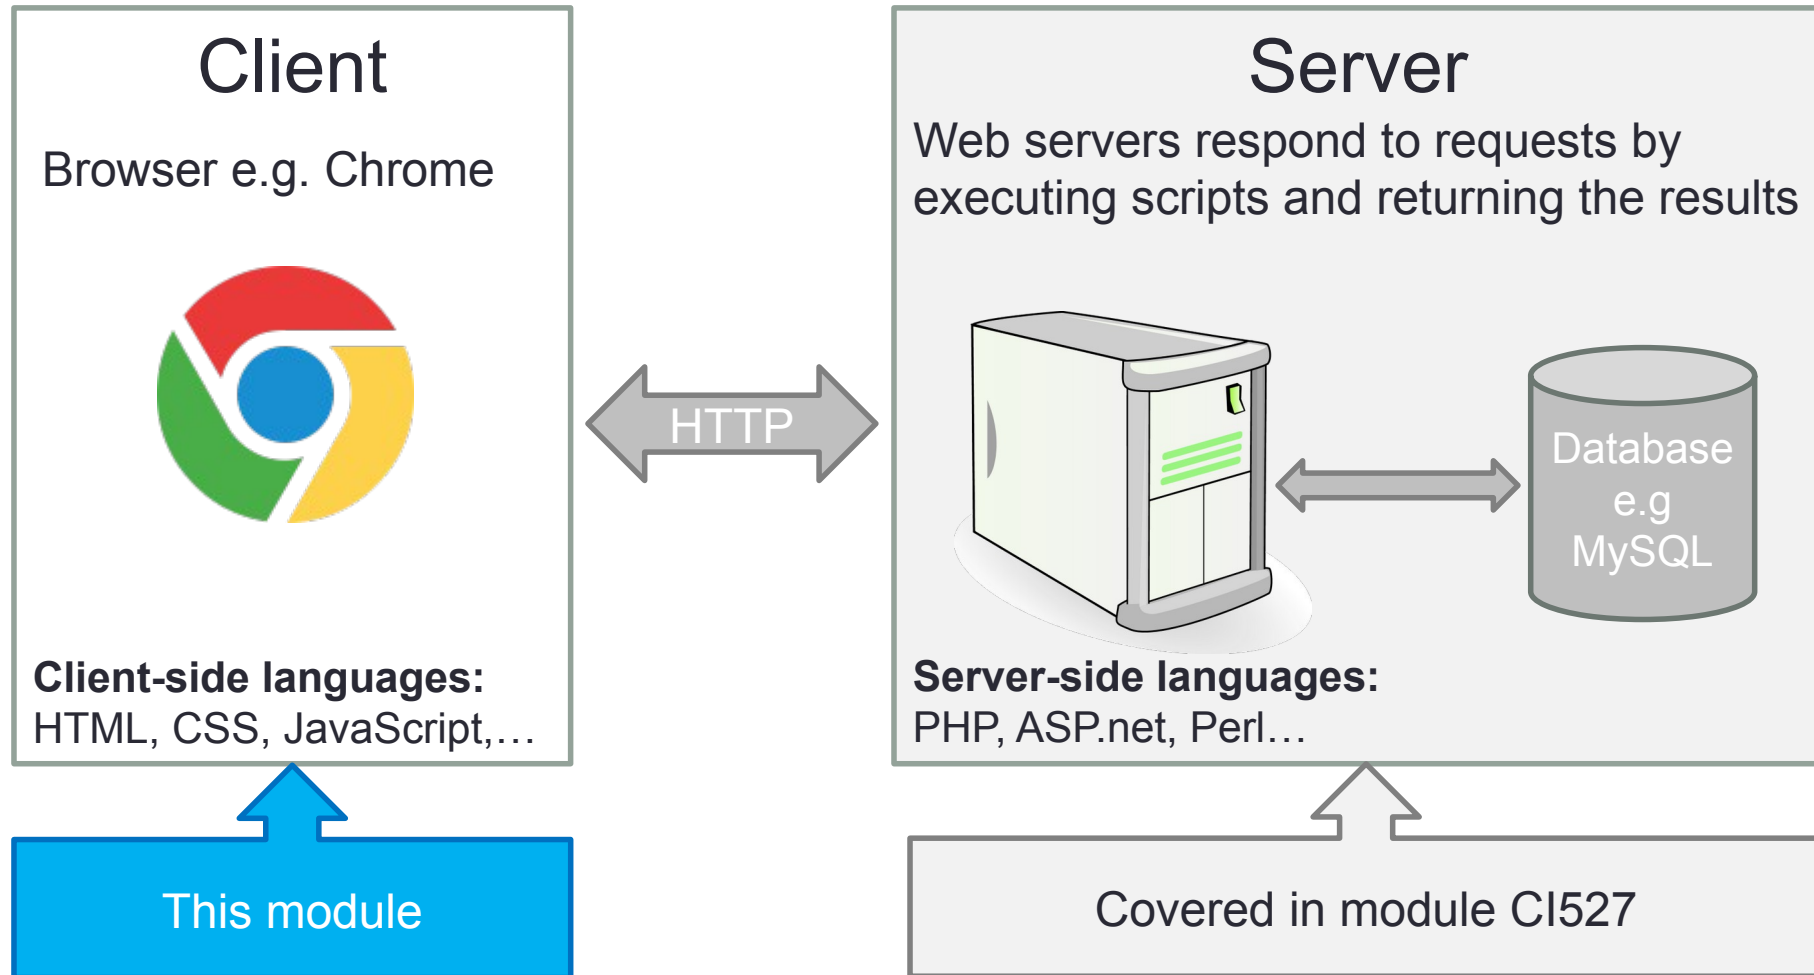 Client
Browser e.g. Chrome
Client-side languages:
HTML, CSS, JavaScript,…
This module
HTTP
Server
Web servers respond to requests by
executing scripts and returning the results
Database
e.g
MySQL
Server-side languages:
PHP, ASP.net, Perl…
Covered in module CI527